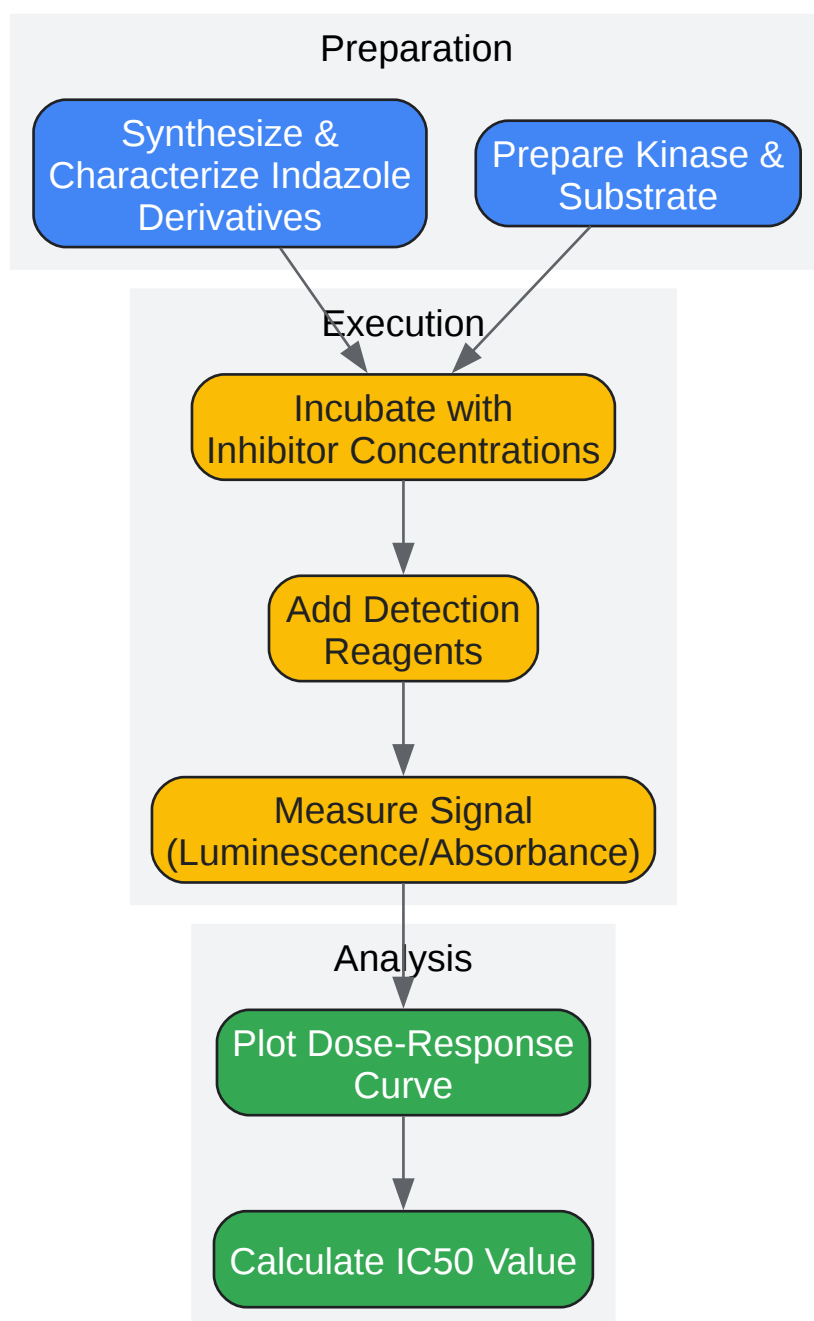 Preparation
Synthesize &
Characterize Indazole
Derivatives
Prepare Kinase &
Substrate
Execution
Incubate with
Inhibitor Concentrations
Add Detection
Reagents
Measure Signal
(Luminescence/Absorbance)
Analysis
Plot Dose-Response
Curve
Calculate IC50 Value